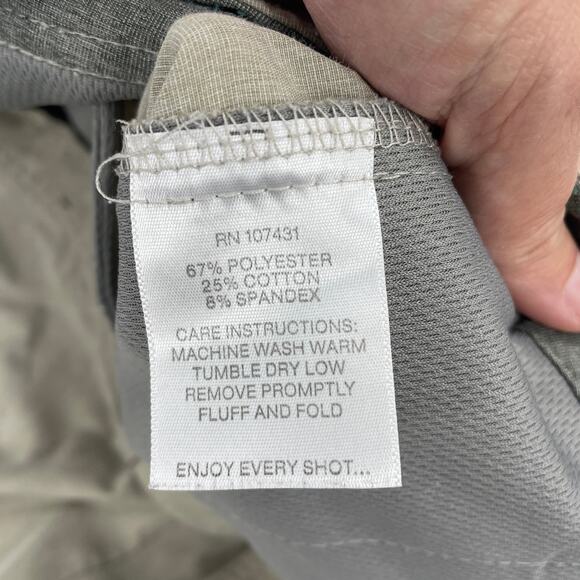 RN 107431
67% POLYESTER
25% COTTON
8% SPANDEX
CARE INSTRUCTIONS:
MACHINE WASH WARM
TUMBLE DRY LOW
REMOVE PROMPTLY
FLUFF AND FOLD
ENJOY EVERY SHOT...